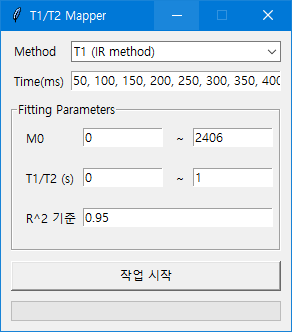 T1/T2 Mapper
Method T1 (IR method)
Time(ms) 50, 100, 150, 200, 250, 300, 350, 400
Fitting Parameters
M0 0 ~ 2406
T1/T2 (s) 0 ~ 1
R^2 기준 0.95
작업 시작